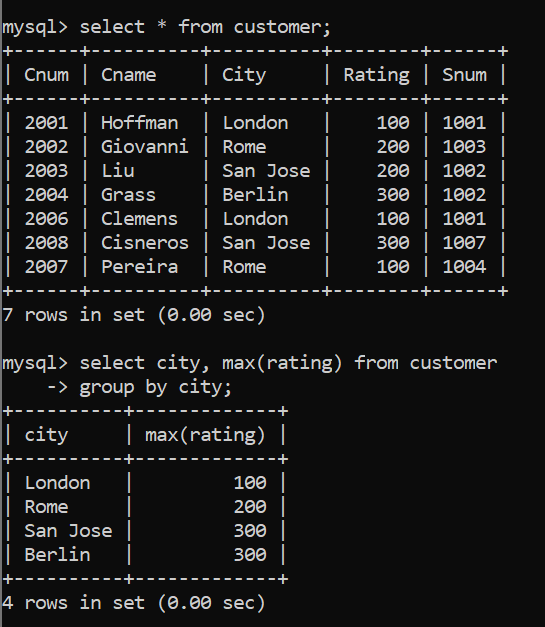 mysql> select * from customer;
+------+----------+----------+--------+------+
| Cnum | Cname    | City     | Rating | Snum |
+------+----------+----------+--------+------+
| 2001 | Hoffman  | London   |    100 | 1001 |
| 2002 | Giovanni | Rome     |    200 | 1003 |
| 2003 | Liu      | San Jose |    200 | 1002 |
| 2004 | Grass    | Berlin   |    300 | 1002 |
| 2006 | Clemens  | London   |    100 | 1001 |
| 2008 | Cisneros | San Jose |    300 | 1007 |
| 2007 | Pereira  | Rome     |    100 | 1004 |
+------+----------+----------+--------+------+
7 rows in set (0.00 sec)

mysql> select city, max(rating) from customer
    -> group by city;
+----------+-------------+
| city     | max(rating) |
+----------+-------------+
| London   |         100 |
| Rome     |         200 |
| San Jose |         300 |
| Berlin   |         300 |
+----------+-------------+
4 rows in set (0.00 sec)